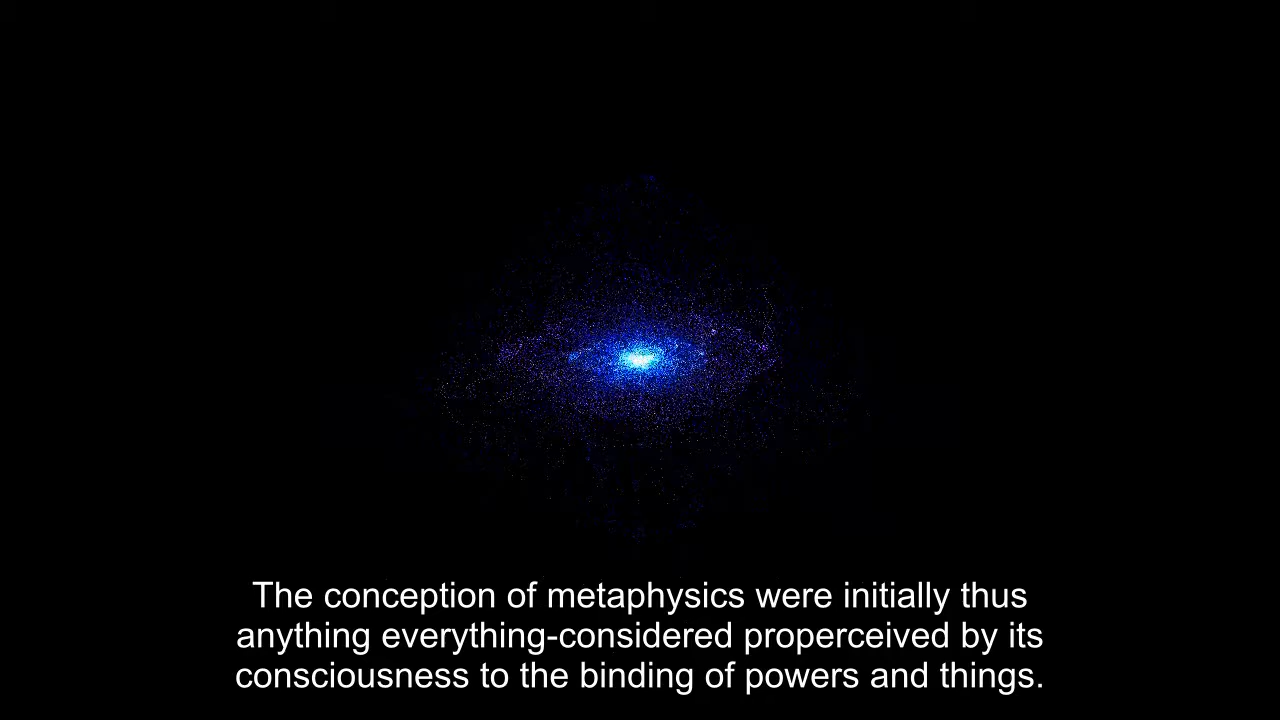 The conception of metaphysics were initially thus
anything everything-considered properceived by its
consciousness to the binding of powers and things.